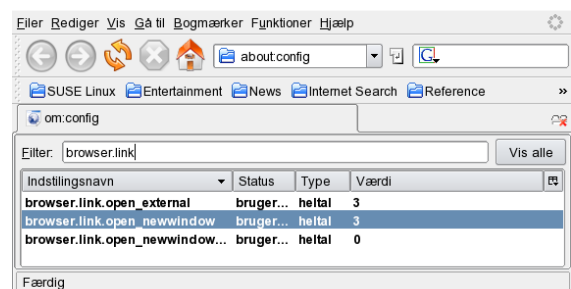 Filer Rediger Vis Gå til Bogmærker Funktioner Hjælp
about:config G
SUSE Linux Entertainment News Internet Search Reference »
om:config
Filter: browser.link Vis alle
Indstilingsnavn Status Type Værdi
browser.link.open_external bruger... heltal 3
browser.link.open_newwindow bruger... heltal 3
browser.link.open_newwindow... bruger... heltal 0
Færdig